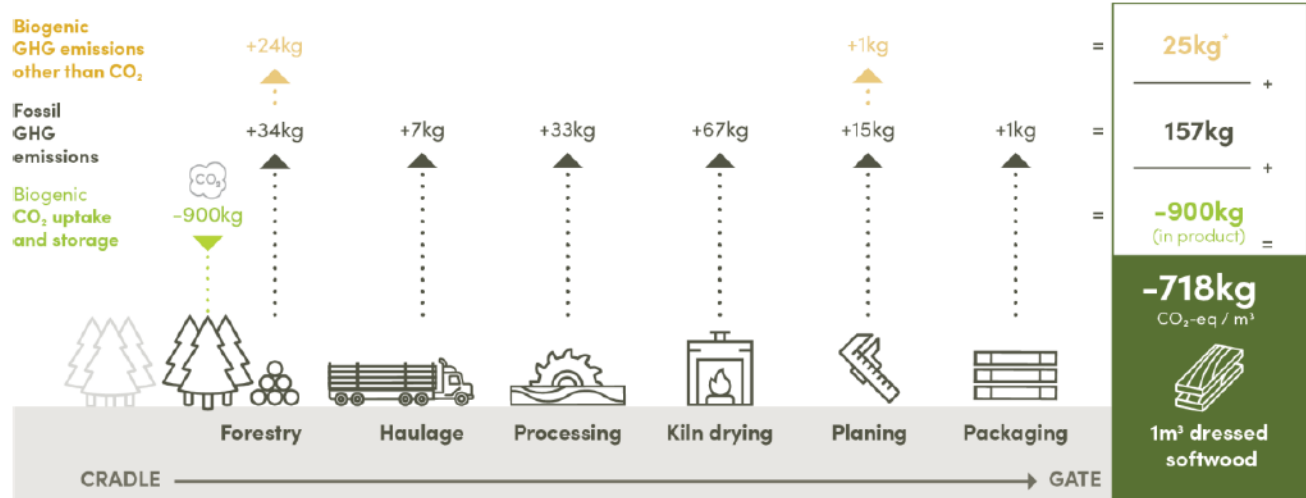 Biogenic
GHG emissions
other than CO₂
+24kg
+1kg
=
25kg*
+
Fossil
GHG
emissions
+34kg
+7kg
+33kg
+67kg
+15kg
+1kg
=
157kg
+
Biogenic
CO₂ uptake
and storage
CO₂
-900kg
=
-900kg
(in product)
=
-718kg
CO₂-eq / m³
Forestry
Haulage
Processing
Kiln drying
Planing
Packaging
1m³ dressed
softwood
CRADLE
GATE